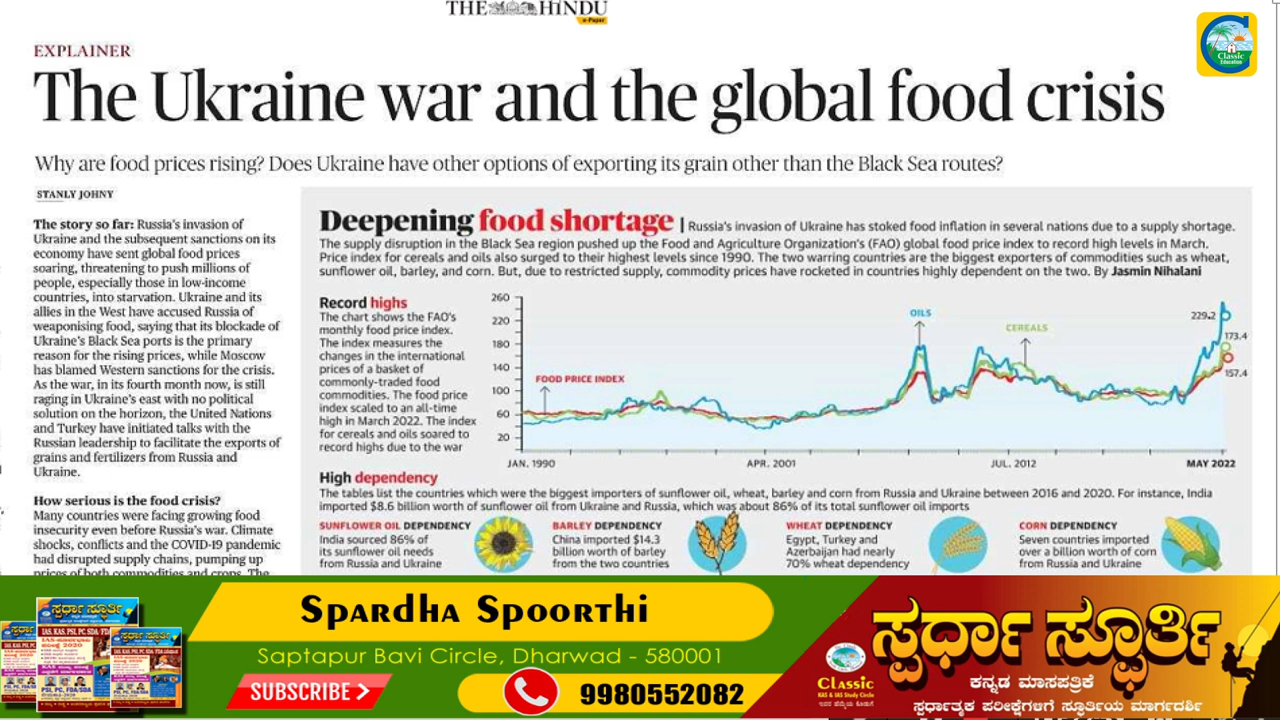 THE HINDU
e-Paper
Classic
Education
EXPLAINER
The Ukraine war and the global food crisis
Why are food prices rising? Does Ukraine have other options of exporting its grain other than the Black Sea routes?
STANLY JOHNY
The story so far: Russia's invasion of
Ukraine and the subsequent sanctions on its
economy have sent global food prices
soaring, threatening to push millions of
people, especially those in low-income
countries, into starvation. Ukraine and its
allies in the West have accused Russia of
weaponising food, saying that its blockade of
Ukraine's Black Sea ports is the primary
reason for the rising prices, while Moscow
has blamed Western sanctions for the crisis.
As the war, in its fourth month now, is still
raging in Ukraine's east with no political
solution on the horizon, the United Nations
and Turkey have initiated talks with the
Russian leadership to facilitate the exports of
grains and fertilizers from Russia and
Ukraine.
How serious is the food crisis?
Many countries were facing growing food
insecurity even before Russia's war. Climate
shocks, conflicts and the COVID-19 pandemic
had disrupted supply chains, pumping up
prices of both commodities and crops. The
Deepening food shortage | Russia's invasion of Ukraine has stoked food inflation in several nations due to a supply shortage.
The supply disruption in the Black Sea region pushed up the Food and Agriculture Organization's (FAO) global food price index to record high levels in March.
Price index for cereals and oils also surged to their highest levels since 1990. The two warring countries are the biggest exporters of commodities such as wheat,
sunflower oil, barley, and corn. But, due to restricted supply, commodity prices have rocketed in countries highly dependent on the two. By Jasmin Nihalani
Record highs
The chart shows the FAO's
monthly food price index.
The index measures the
changes in the international
prices of a basket of
commonly-traded food
commodities. The food price
index scaled to an all-time
high in March 2022. The index
for cereals and oils soared to
record highs due to the war
260
220
180
140
100
60
20
FOOD PRICE INDEX
OILS
CEREALS
229.2
173.4
157.4
JAN. 1990
APR. 2001
JUL. 2012
MAY 2022
High dependency
The tables list the countries which were the biggest importers of sunflower oil, wheat, barley and corn from Russia and Ukraine between 2016 and 2020. For instance, India
imported $8.6 billion worth of sunflower oil from Ukraine and Russia, which was about 86% of its total sunflower oil imports
SUNFLOWER OIL DEPENDENCY
India sourced 86% of
its sunflower oil needs
from Russia and Ukraine
BARLEY DEPENDENCY
China imported $14.3
billion worth of barley
from the two countries
WHEAT DEPENDENCY
Egypt, Turkey and
Azerbaijan had nearly
70% wheat dependency
CORN DEPENDENCY
Seven countries imported
over a billion worth of corn
from Russia and Ukraine
Spardha Spoorthi
Saptapur Bavi Circle, Dharwad - 580001
SUBSCRIBE
9980552082
Classic
KAS & IAS Study Circle
ಸ್ಪರ್ಧಾ ಸ್ಫೂರ್ತಿ
ಕನ್ನಡ ಮಾಸಪತ್ರಿಕೆ
ಸ್ಪರ್ಧಾತ್ಮಕ ಪರೀಕ್ಷೆಗಳಿಗೆ ಸ್ಫೂರ್ತಿಯ ಮಾರ್ಗದರ್ಶಿ